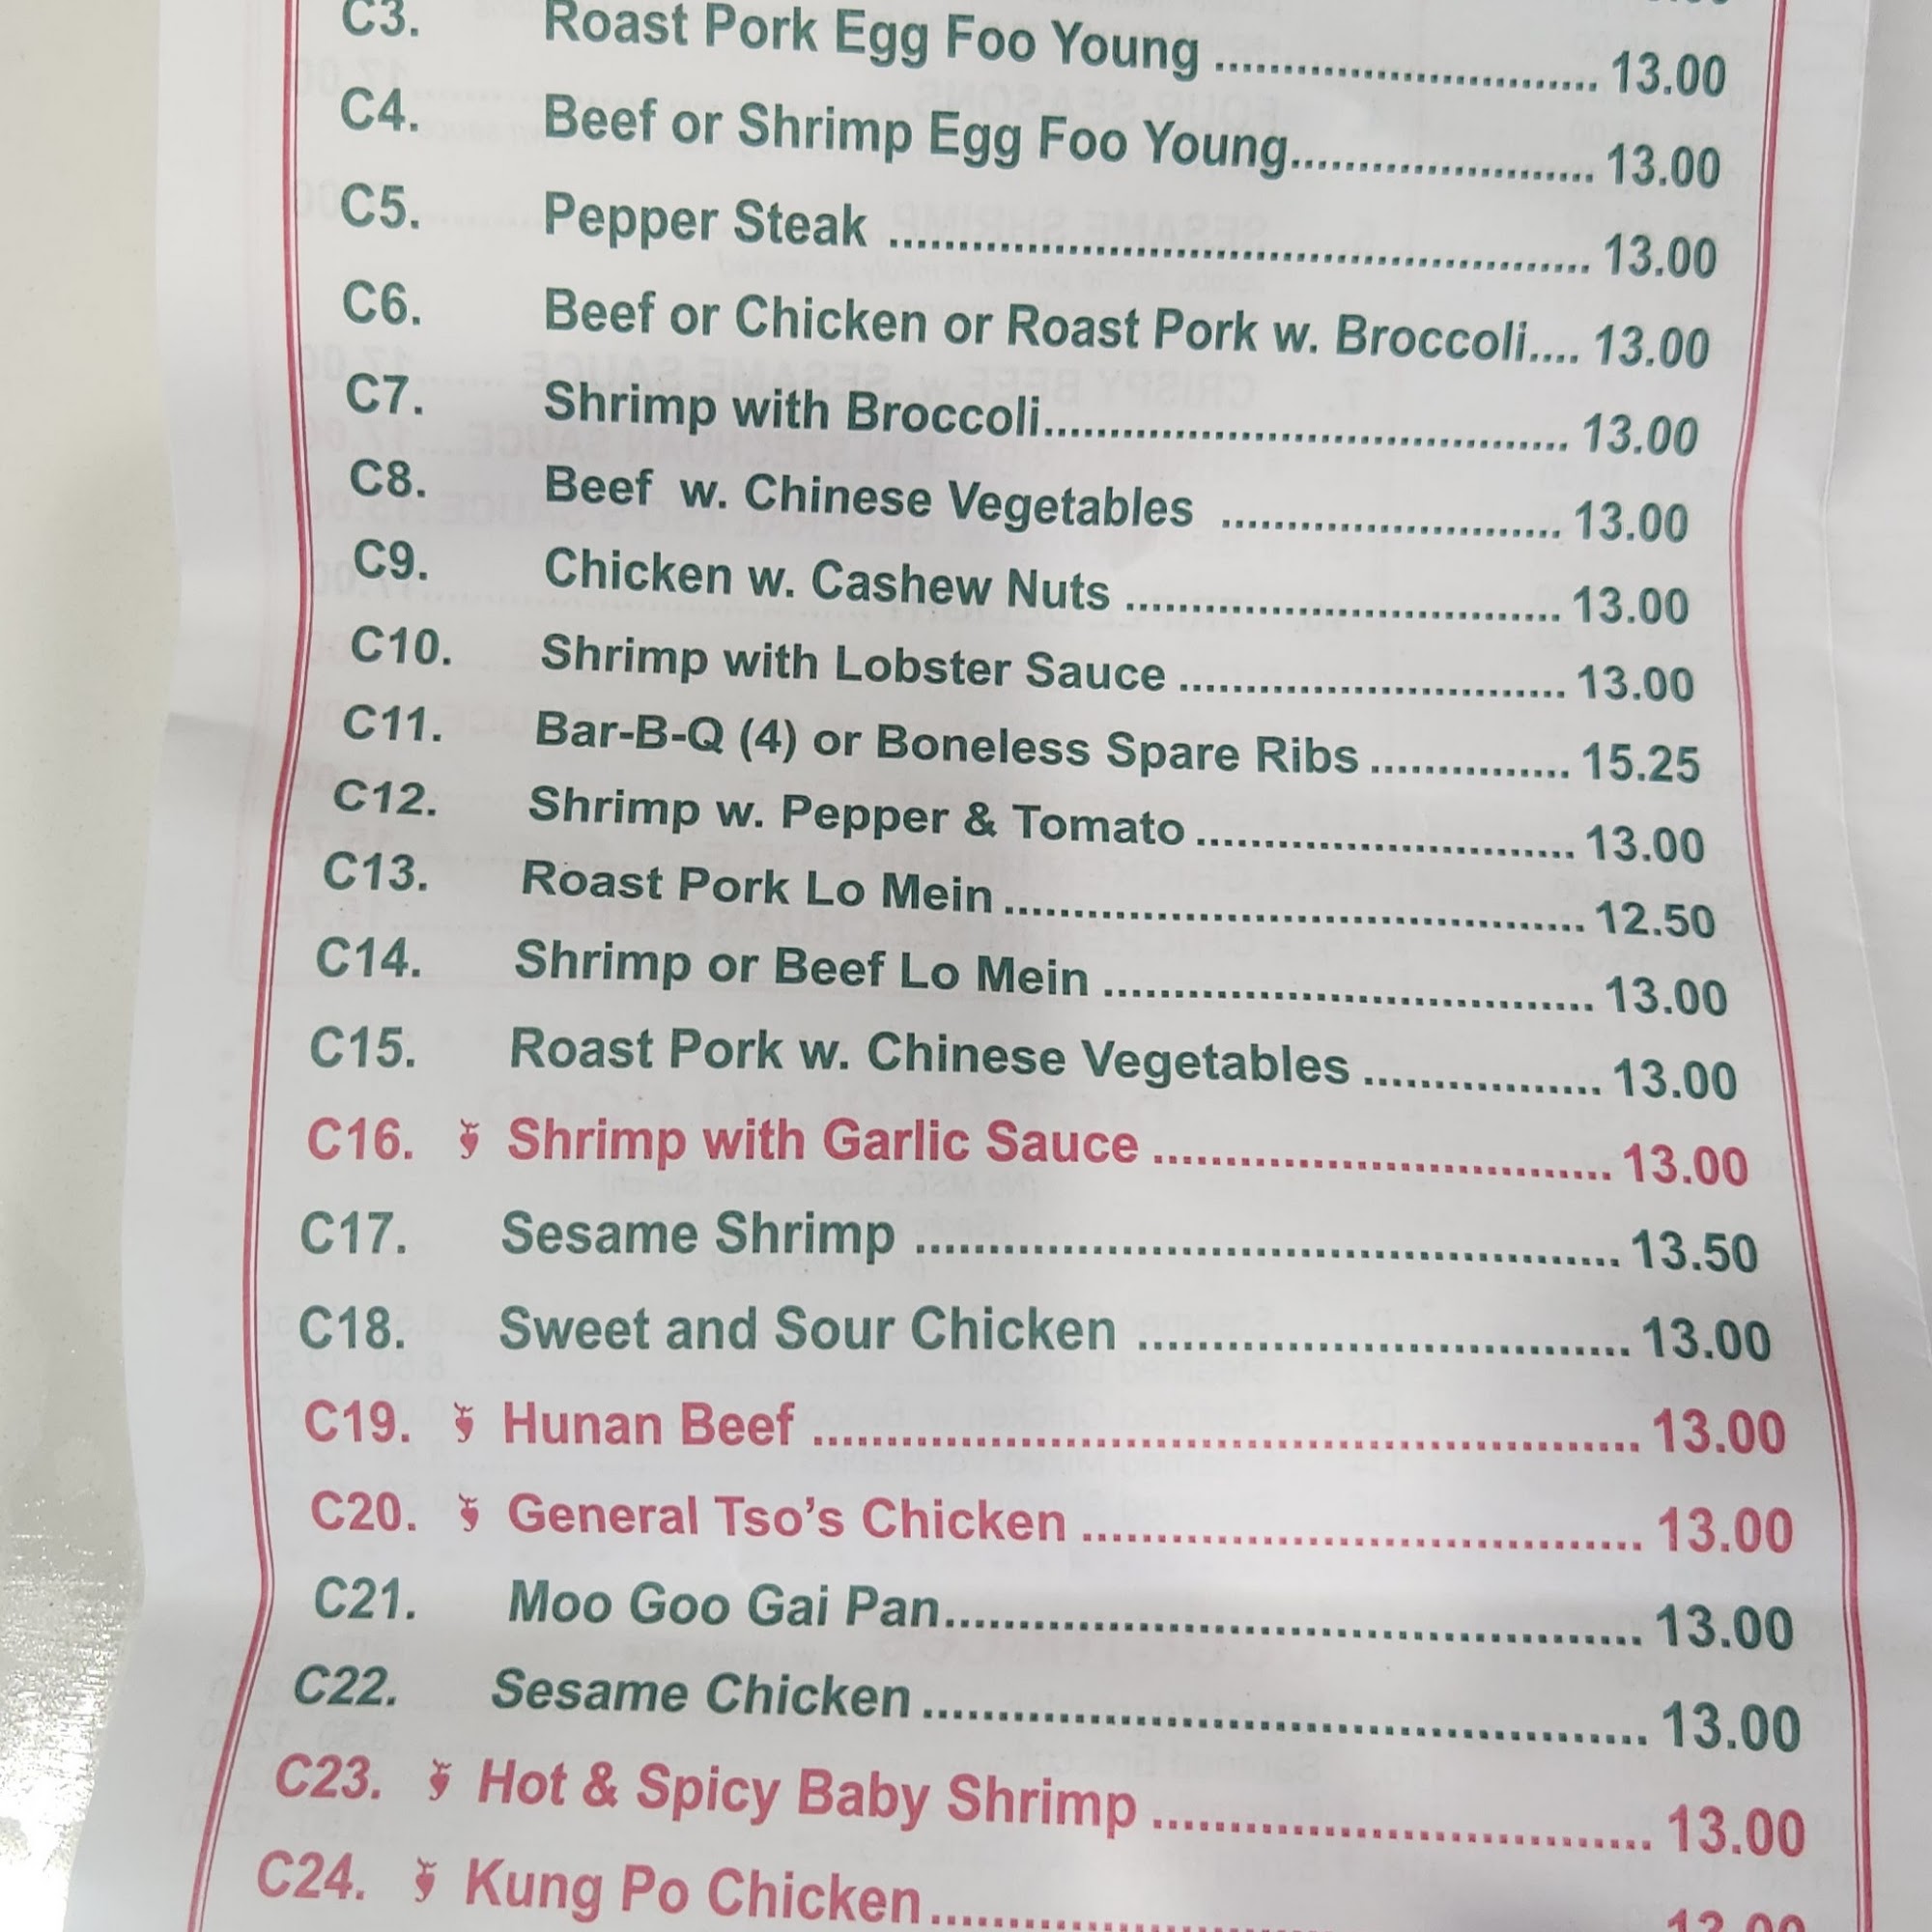 C3. Roast Pork Egg Foo Young ............................ 13.00
C4. Beef or Shrimp Egg Foo Young...................... 13.00
C5. Pepper Steak .................................................. 13.00
C6. Beef or Chicken or Roast Pork w. Broccoli.... 13.00
C7. Shrimp with Broccoli....................................... 13.00
C8. Beef w. Chinese Vegetables ......................... 13.00
C9. Chicken w. Cashew Nuts ................................ 13.00
C10. Shrimp with Lobster Sauce ............................ 13.00
C11. Bar-B-Q (4) or Boneless Spare Ribs .............. 15.25
C12. Shrimp w. Pepper & Tomato ........................... 13.00
C13. Roast Pork Lo Mein ......................................... 12.50
C14. Shrimp or Beef Lo Mein .................................. 13.00
C15. Roast Pork w. Chinese Vegetables ................ 13.00
C16. Shrimp with Garlic Sauce ............................... 13.00
C17. Sesame Shrimp ............................................... 13.50
C18. Sweet and Sour Chicken ................................ 13.00
C19. Hunan Beef ...................................................... 13.00
C20. General Tso's Chicken ..................................... 13.00
C21. Moo Goo Gai Pan.............................................. 13.00
C22. Sesame Chicken ............................................... 13.00
C23. Hot & Spicy Baby Shrimp ................................ 13.00
C24. Kung Po Chicken.............................................. 13.00